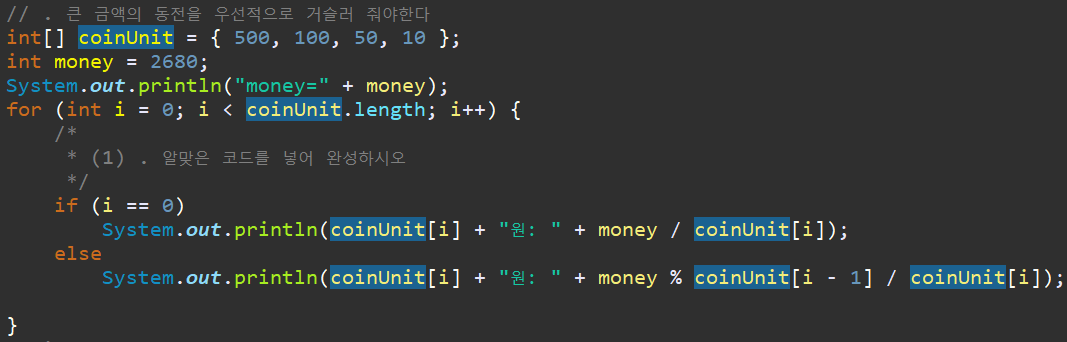 // . 큰 금액의 동전을 우선적으로 거슬러 줘야한다
int[] coinUnit = { 500, 100, 50, 10 };
int money = 2680;
System.out.println("money=" + money);
for (int i = 0; i < coinUnit.length; i++) {
/*
* (1) . 알맞은 코드를 넣어 완성하시오
*/
if (i == 0)
System.out.println(coinUnit[i] + "원: " + money / coinUnit[i]);
else
System.out.println(coinUnit[i] + "원: " + money % coinUnit[i - 1] / coinUnit[i]);
}